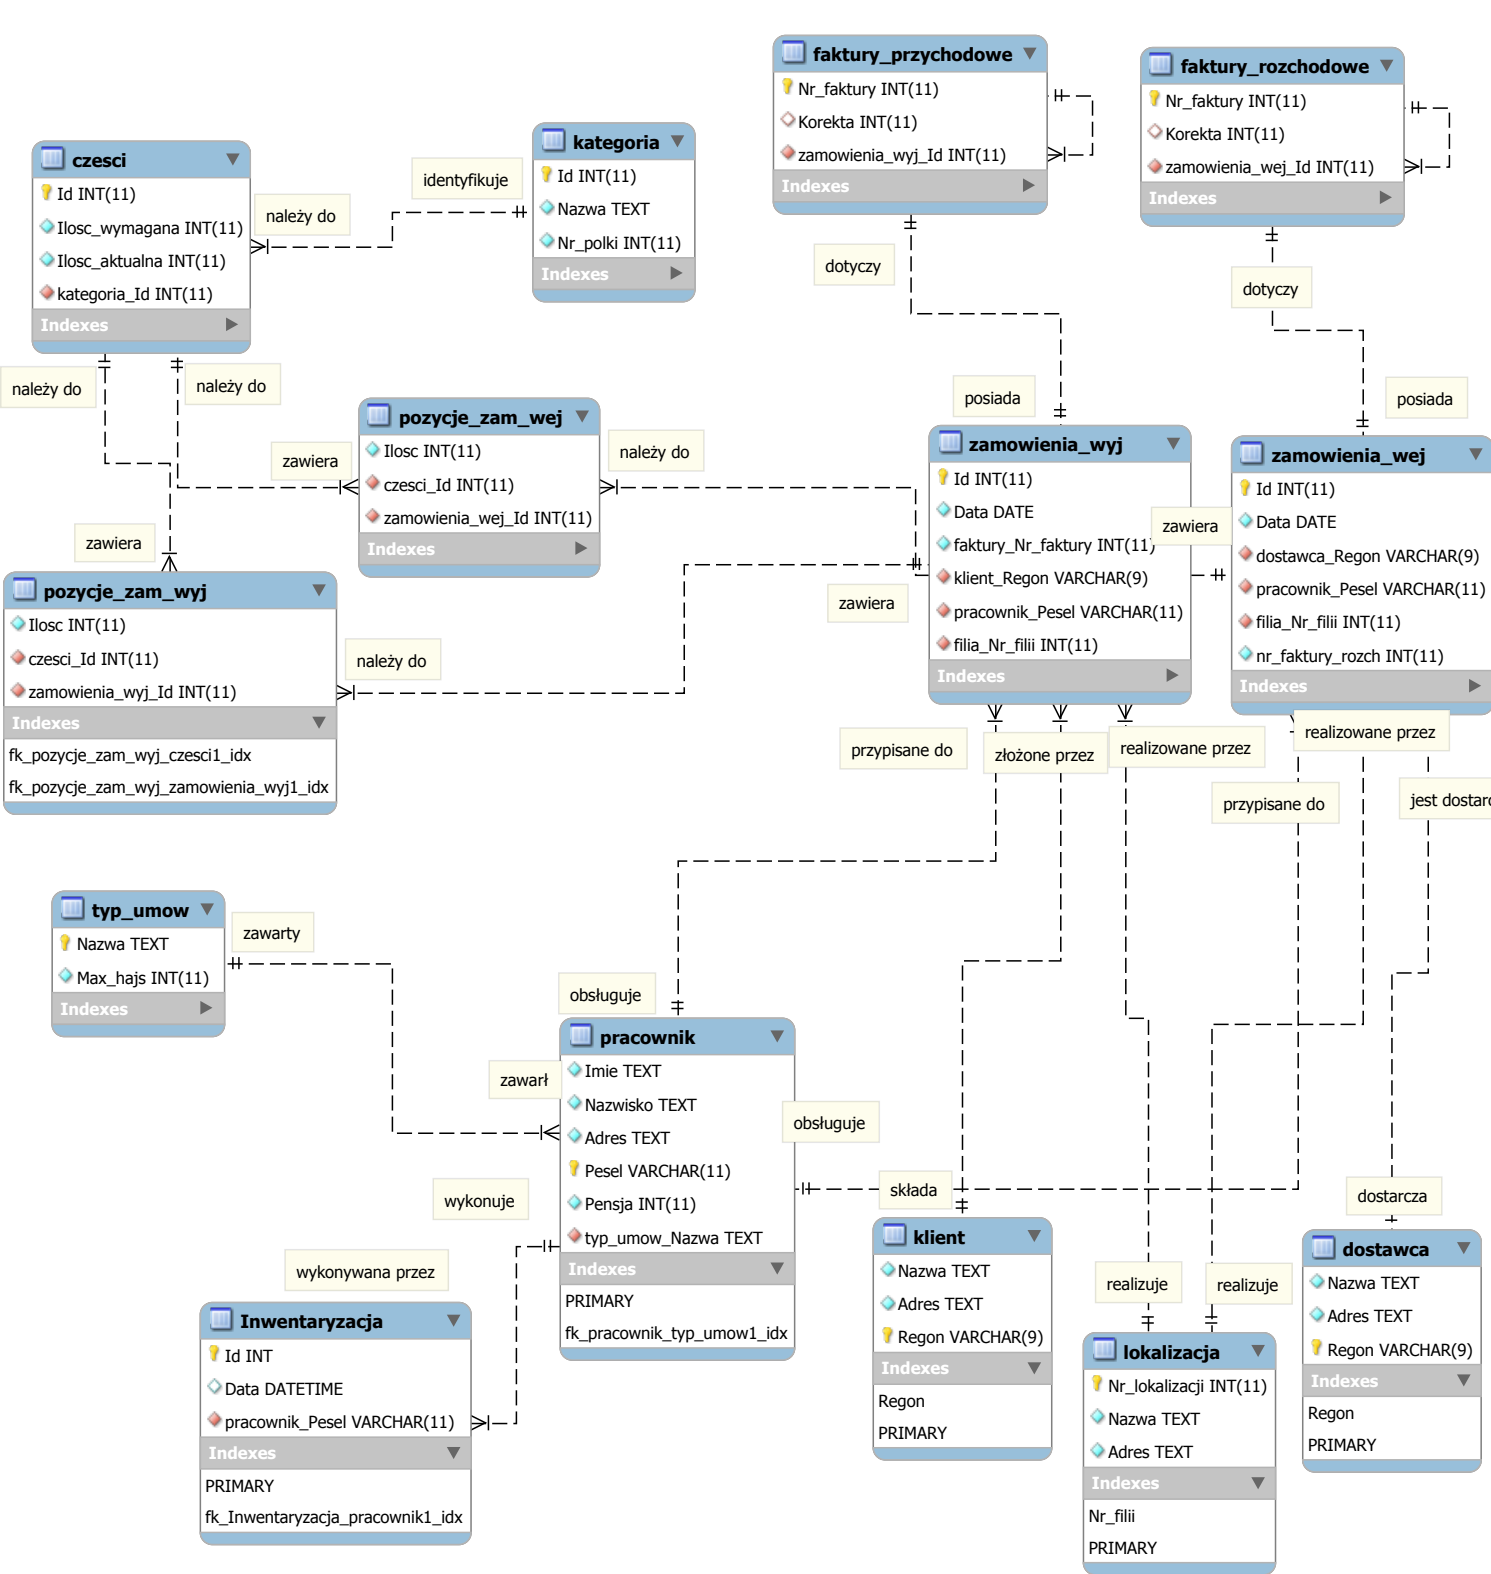 faktury_przychodowe
Nr_faktury INT(11)
Korekta INT(11)
zamowienia_wyj_Id INT(11)
Indexes
faktury_rozchodowe
Nr_faktury INT(11)
Korekta INT(11)
zamowienia_wej_Id INT(11)
Indexes
czesci
Id INT(11)
Ilosc_wymagana INT(11)
Ilosc_aktualna INT(11)
kategoria_Id INT(11)
Indexes
należy do
identyfikuje
kategoria
Id INT(11)
Nazwa TEXT
Nr_polki INT(11)
Indexes
dotyczy
dotyczy
należy do
należy do
posiada
posiada
pozycje_zam_wej
Ilosc INT(11)
czesci_Id INT(11)
zamowienia_wej_Id INT(11)
Indexes
zawiera
należy do
zawiera
zamowienia_wyj
Id INT(11)
Data DATE
faktury_Nr_faktury INT(11)
klient_Regon VARCHAR(9)
pracownik_Pesel VARCHAR(11)
filia_Nr_filii INT(11)
Indexes
zawiera
zamowienia_wej
Id INT(11)
Data DATE
dostawca_Regon VARCHAR(9)
pracownik_Pesel VARCHAR(11)
filia_Nr_filii INT(11)
nr_faktury_rozch INT(11)
Indexes
pozycje_zam_wyj
Ilosc INT(11)
czesci_Id INT(11)
zamowienia_wyj_Id INT(11)
Indexes
fk_pozycje_zam_wyj_czesci1_idx
fk_pozycje_zam_wyj_zamowienia_wyj1_idx
zawiera
należy do
przypisane do
złożone przez
realizowane przez
realizowane przez
przypisane do
jest dostarc
typ_umow
Nazwa TEXT
Max_hajs INT(11)
Indexes
zawarty
obsługuje
zawarł
pracownik
Imie TEXT
Nazwisko TEXT
Adres TEXT
Pesel VARCHAR(11)
Pensja INT(11)
typ_umow_Nazwa TEXT
Indexes
PRIMARY
fk_pracownik_typ_umow1_idx
obsługuje
wykonuje
składa
dostarcza
wykonywana przez
Inwentaryzacja
Id INT
Data DATETIME
pracownik_Pesel VARCHAR(11)
Indexes
PRIMARY
fk_Inwentaryzacja_pracownik1_idx
klient
Nazwa TEXT
Adres TEXT
Regon VARCHAR(9)
Indexes
Regon
PRIMARY
realizuje
realizuje
lokalizacja
Nr_lokalizacji INT(11)
Nazwa TEXT
Adres TEXT
Indexes
Nr_filii
PRIMARY
dostawca
Nazwa TEXT
Adres TEXT
Regon VARCHAR(9)
Indexes
Regon
PRIMARY